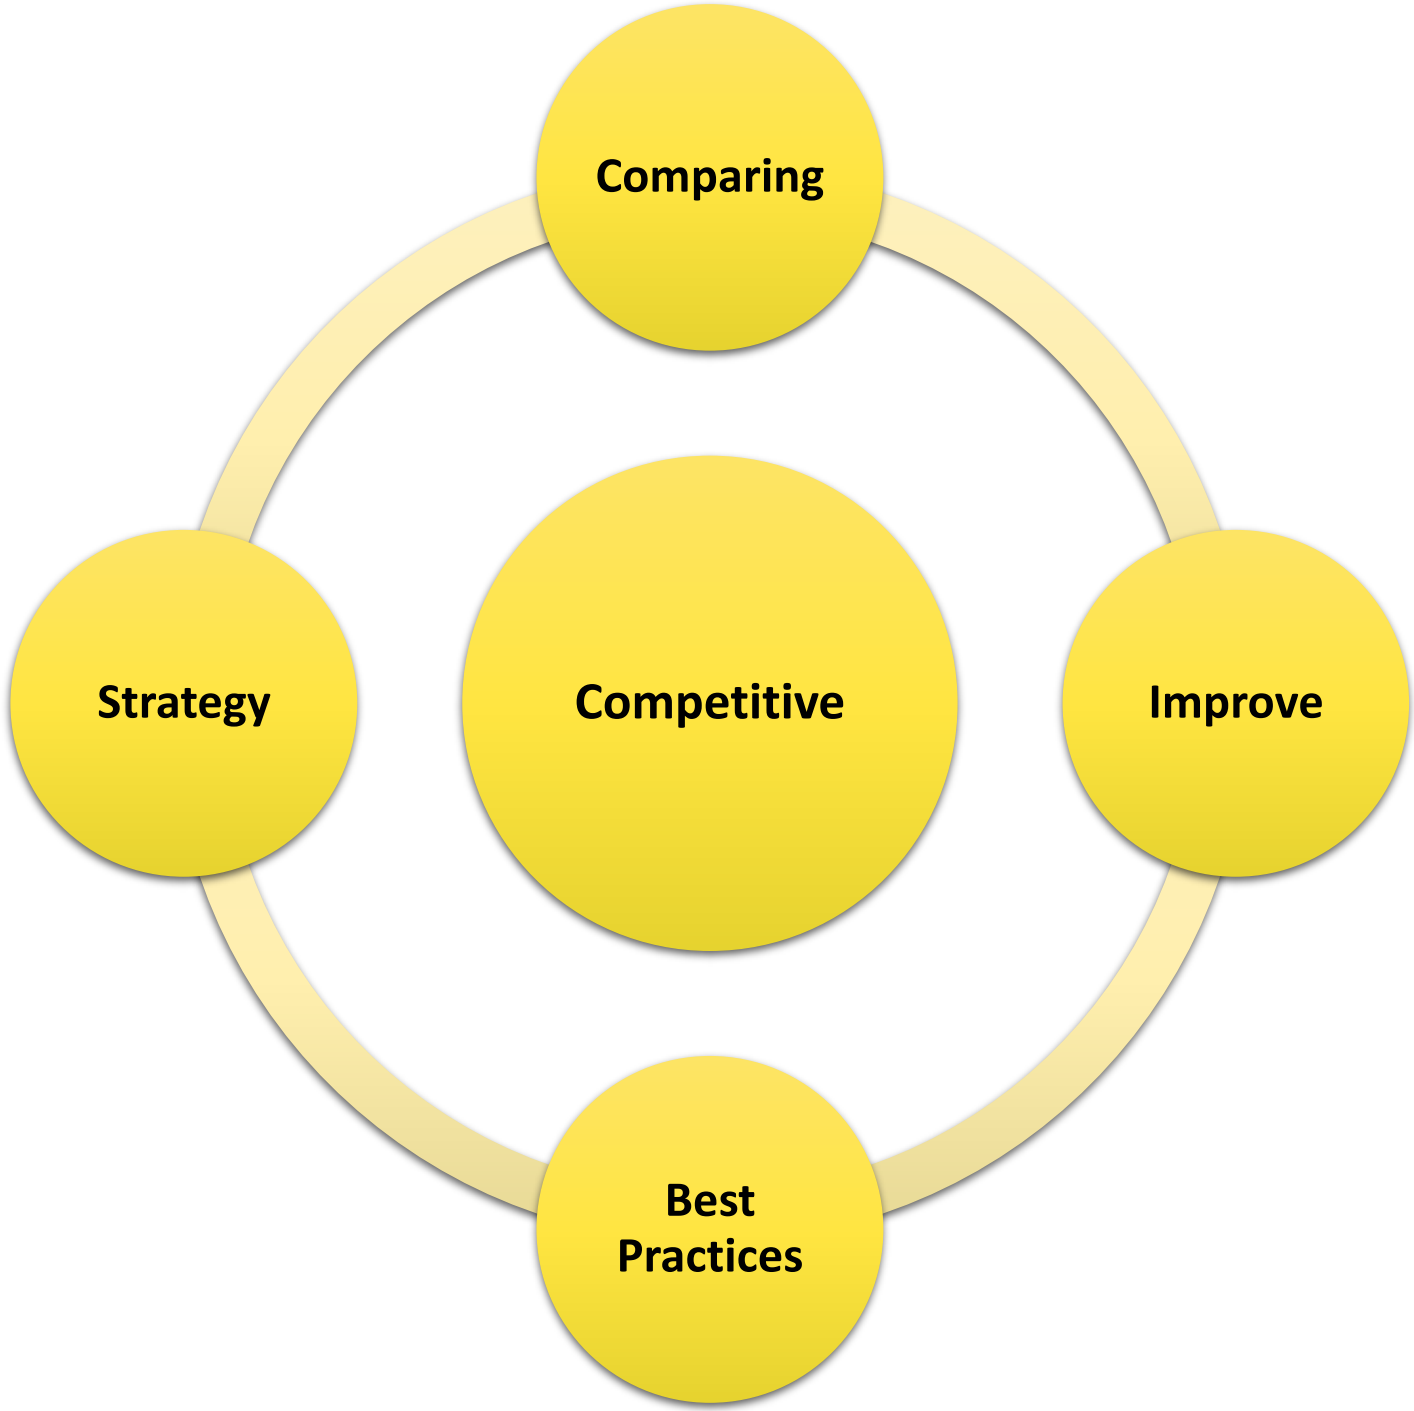 Comparing
Strategy
Competitive
Improve
Best
Practices